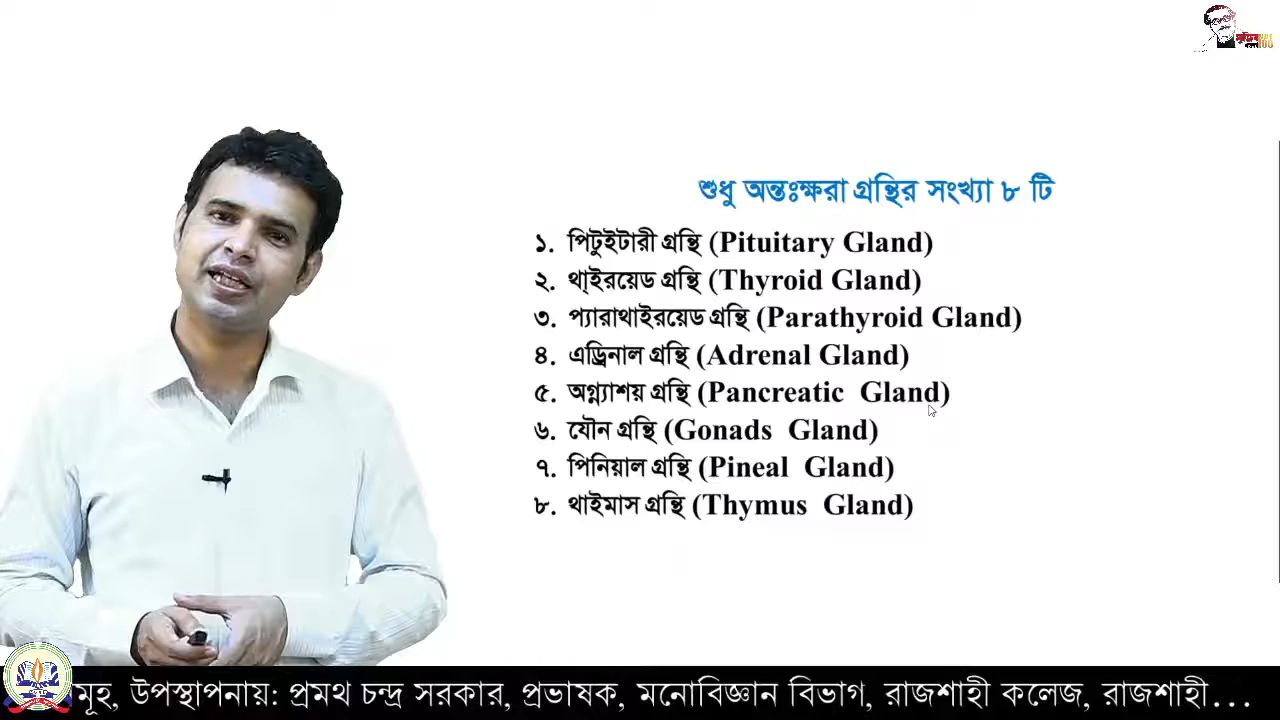 শুধু অন্তঃক্ষরা গ্রন্থির সংখ্যা ৮ টি
১. পিটুইটারী গ্রন্থি (Pituitary Gland)
২. থা্ইরয়েড গ্রন্থি (Thyroid Gland)
৩. প্যারাথাইরয়েড গ্রন্থি (Parathyroid Gland)
৪. এড্রিনাল গ্রন্থি (Adrenal Gland)
৫. অগ্ন্যাশয় গ্রন্থি (Pancreatic Gland)
৬. যৌন গ্রন্থি (Gonads Gland)
৭. পিনিয়াল গ্রন্থি (Pineal Gland)
৮. থাইমাস গ্রন্থি (Thymus Gland)
মূহ, উপস্থাপনায়: প্রমথ চন্দ্র সরকার, প্রভাষক, মনোবিজ্ঞান বিভাগ, রাজশাহী কলেজ, রাজশাহী...